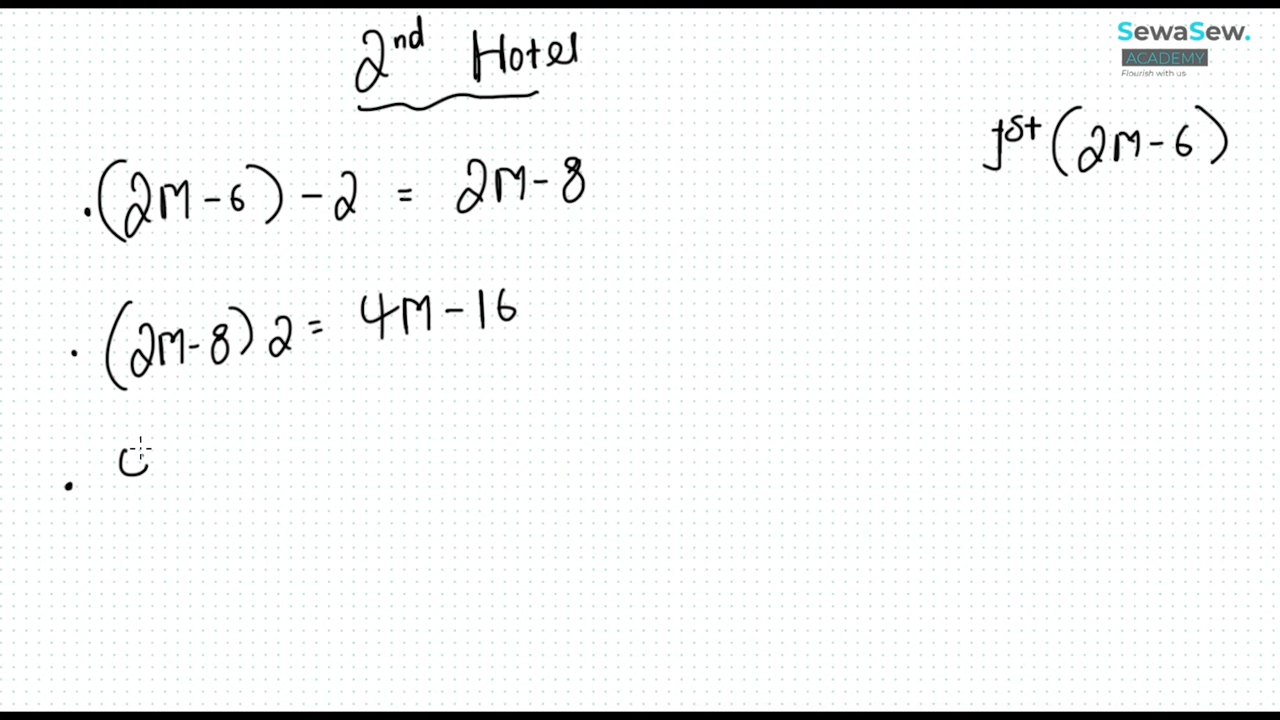 SewaSew.
ACADEMY
Flourish with us
2nd Hotel
1st (2M-6)
.(2M-6)-2 = 2M-8
. (2M-8)2 = 4M-16
.